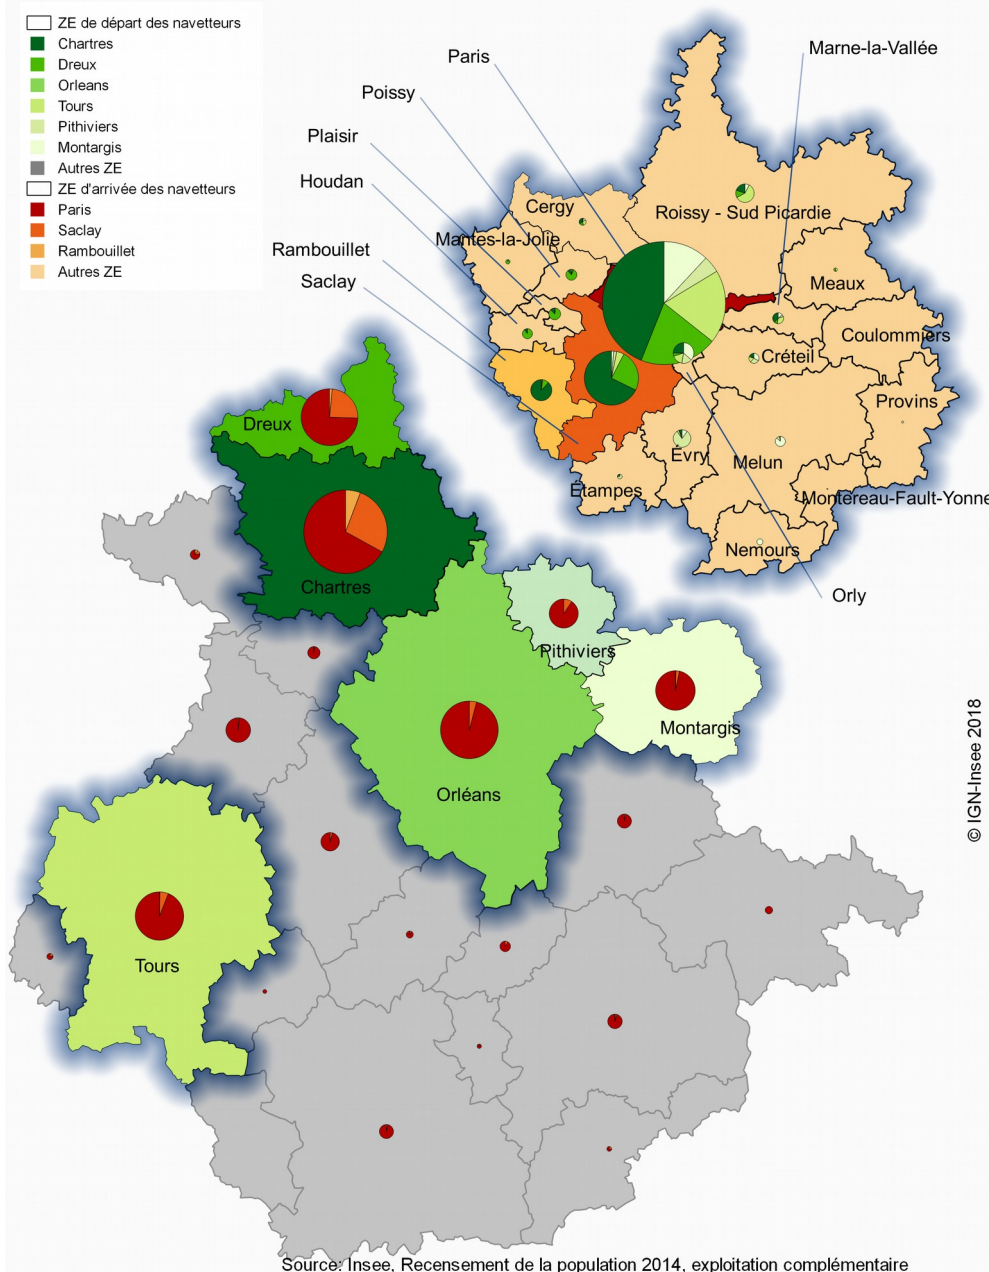 ZE de départ des navetteurs
Chartres
Dreux
Orleans
Tours
Pithiviers
Montargis
Autres ZE
ZE d'arrivée des navetteurs
Paris
Saclay
Rambouillet
Autres ZE
Paris
Marne-la-Vallée
Poissy
Plaisir
Houdan
Cergy
Roissy - Sud Picardie
Mantes-la-Jolie
Rambouillet
Saclay
Meaux
Coulommiers
Créteil
Provins
Dreux
Évry
Melun
Étampes
Montereau-Fault-Yonne
Nemours
Chartres
Orly
Pithiviers
Montargis
Orléans
Tours
© IGN-Insee 2018
Source: Insee, Recensement de la population 2014, exploitation complémentaire